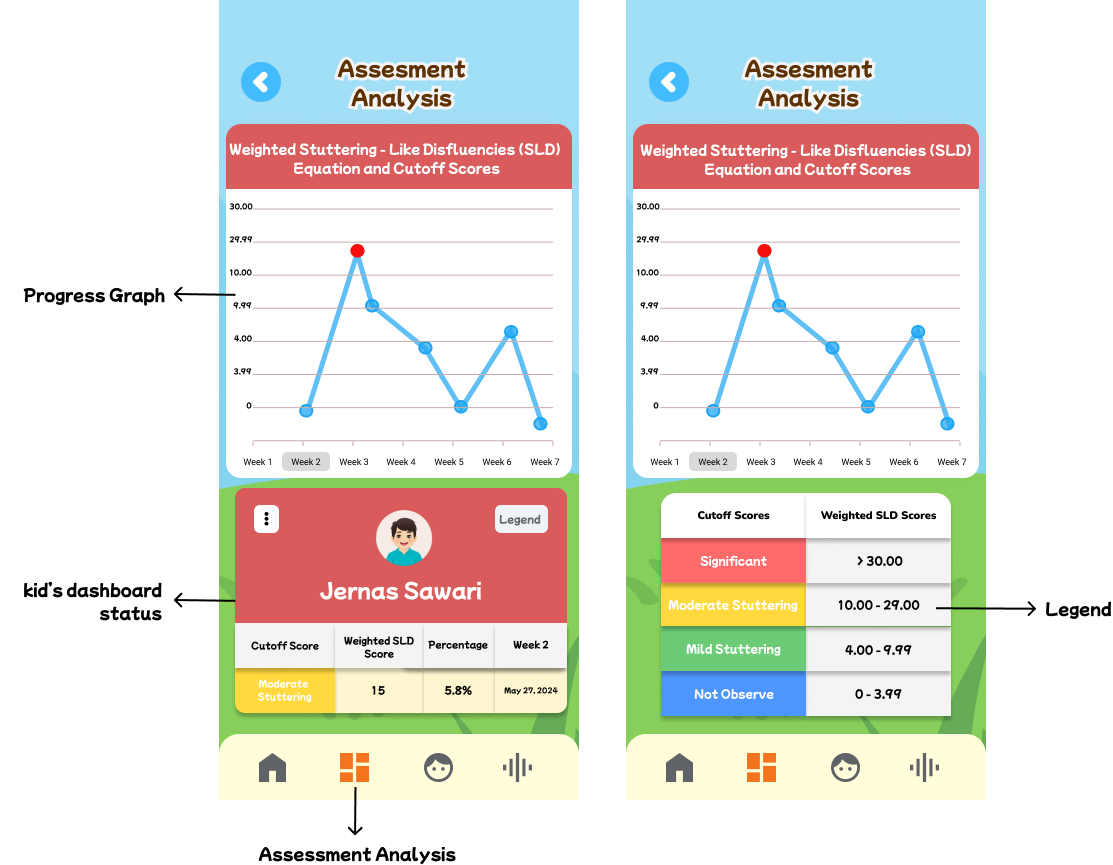 Assesment
Analysis
Weighted Stuttering - Like Disfluencies (SLD)
Equation and Cutoff Scores
30.00
29.99
10.00
9.99
4.00
3.99
0
Week 1
Week 2
Week 3
Week 4
Week 5
Week 6
Week 7
Progress Graph
Legend
Jernas Sawari
kid's dashboard
status
Cutoff Score
Weighted SLD
Score
Percentage
Week 2
Moderate
Stuttering
15
5.8%
May 27, 2024
Assessment Analysis
Assesment
Analysis
Weighted Stuttering - Like Disfluencies (SLD)
Equation and Cutoff Scores
30.00
29.99
10.00
9.99
4.00
3.99
0
Week 1
Week 2
Week 3
Week 4
Week 5
Week 6
Week 7
Cutoff Scores
Weighted SLD Scores
Significant
> 30.00
Moderate Stuttering
10.00 - 29.00
Mild Stuttering
4.00 - 9.99
Not Observe
0 - 3.99
Legend